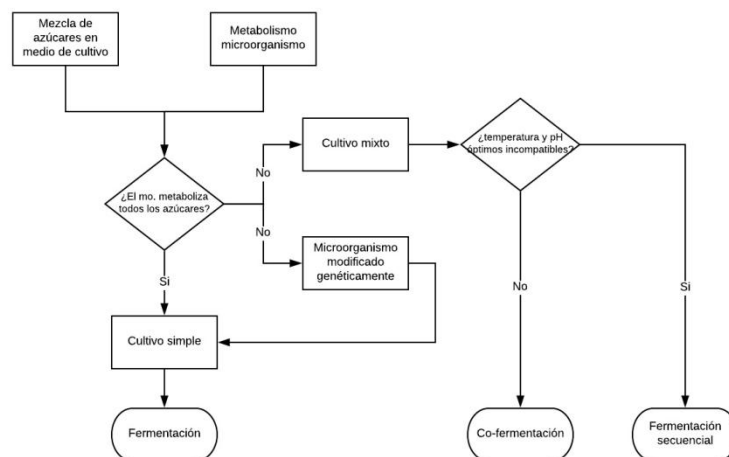 Mezcla de
azúcares en
medio de cultivo
Metabolismo
microorganismo
¿El mo. metaboliza
todos los azúcares?
No
No
Cultivo mixto
¿temperatura y pH
óptimos incompatibles?
Microorganismo
modificado
genéticamente
Si
No
Si
Cultivo simple
Fermentación
Co-fermentación
Fermentación
secuencial